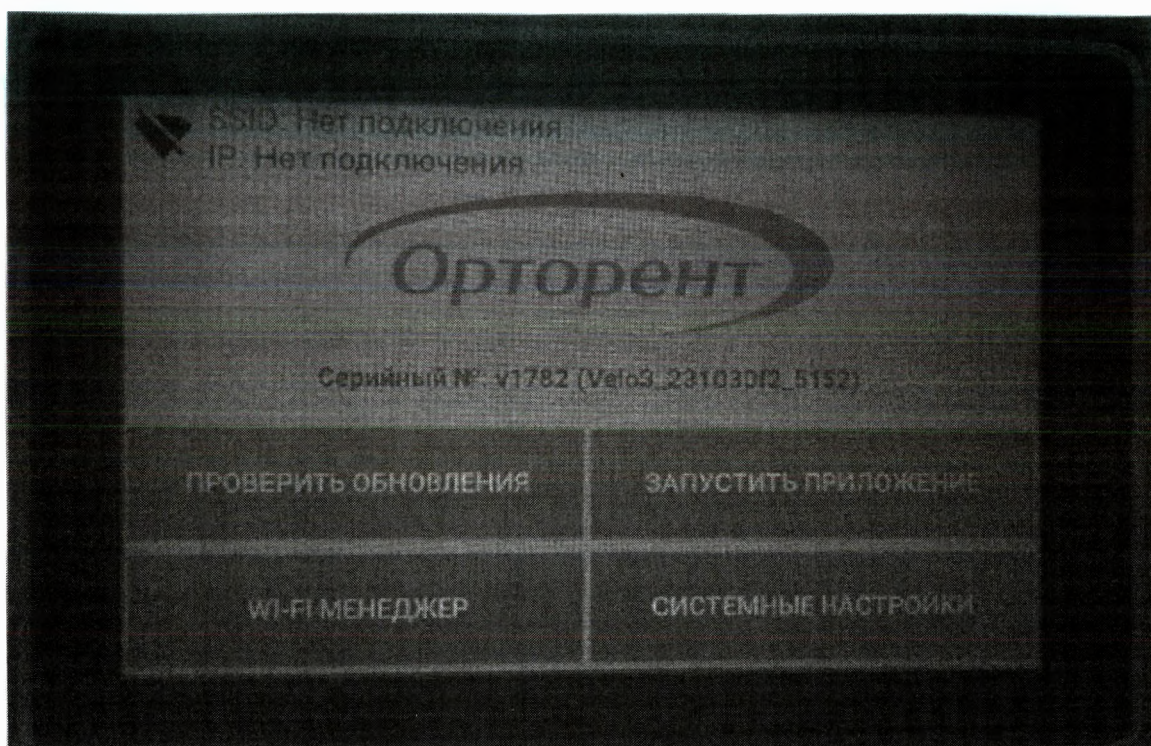 SSID: Нет подключения
IP: Нет подключения
Орторент
Серийный №: v1782 (Velo3_231030f2_5152)
ПРОВЕРИТЬ ОБНОВЛЕНИЯ
ЗАПУСТИТЬ ПРИЛОЖЕНИЕ
WI-FI МЕНЕДЖЕР
СИСТЕМНЫЕ НАСТРОЙКИ